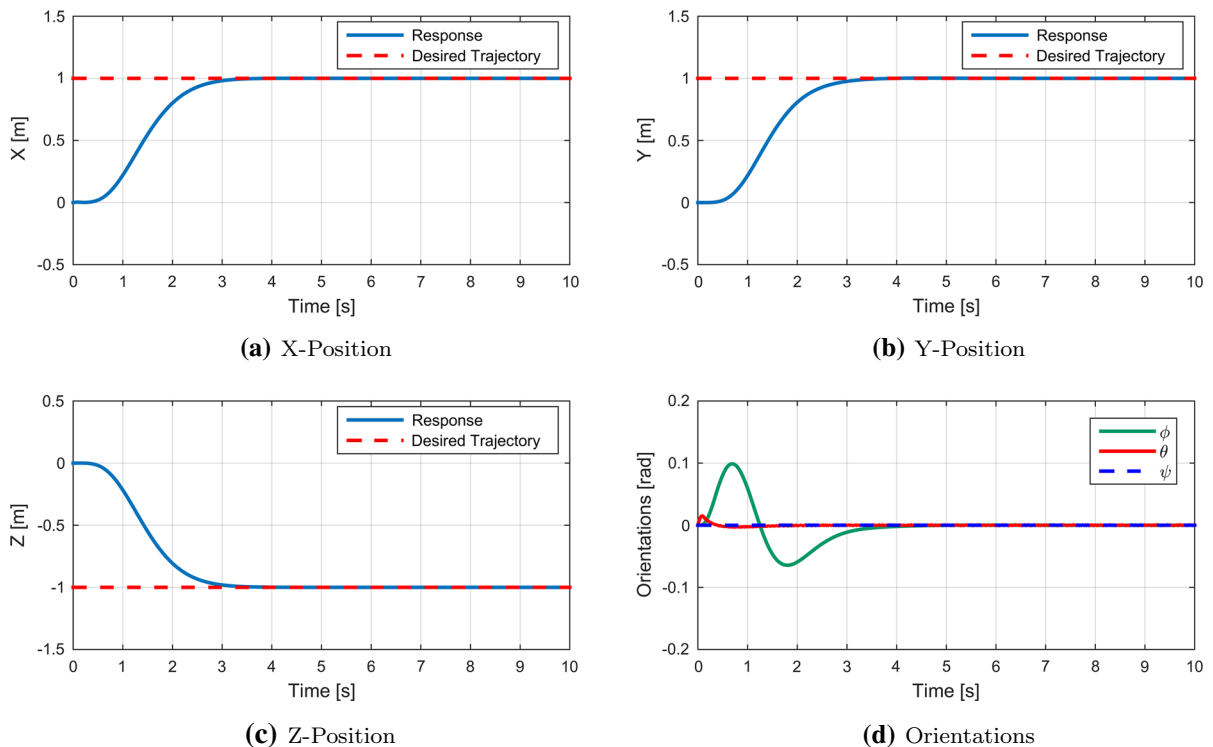 1.5
1
0.5
0
-0.5
X [m]
Response
Desired Trajectory
0 1 2 3 4 5 6 7 8 9 10
Time [s]
(a) X-Position
1.5
1
0.5
0
-0.5
Y [m]
Response
Desired Trajectory
0 1 2 3 4 5 6 7 8 9 10
Time [s]
(b) Y-Position
0.5
0
-0.5
-1
-1.5
Z [m]
Response
Desired Trajectory
0 1 2 3 4 5 6 7 8 9 10
Time [s]
(c) Z-Position
0.2
0.1
0
-0.1
-0.2
Orientations [rad]
ϕ
θ
ψ
0 1 2 3 4 5 6 7 8 9 10
Time [s]
(d) Orientations